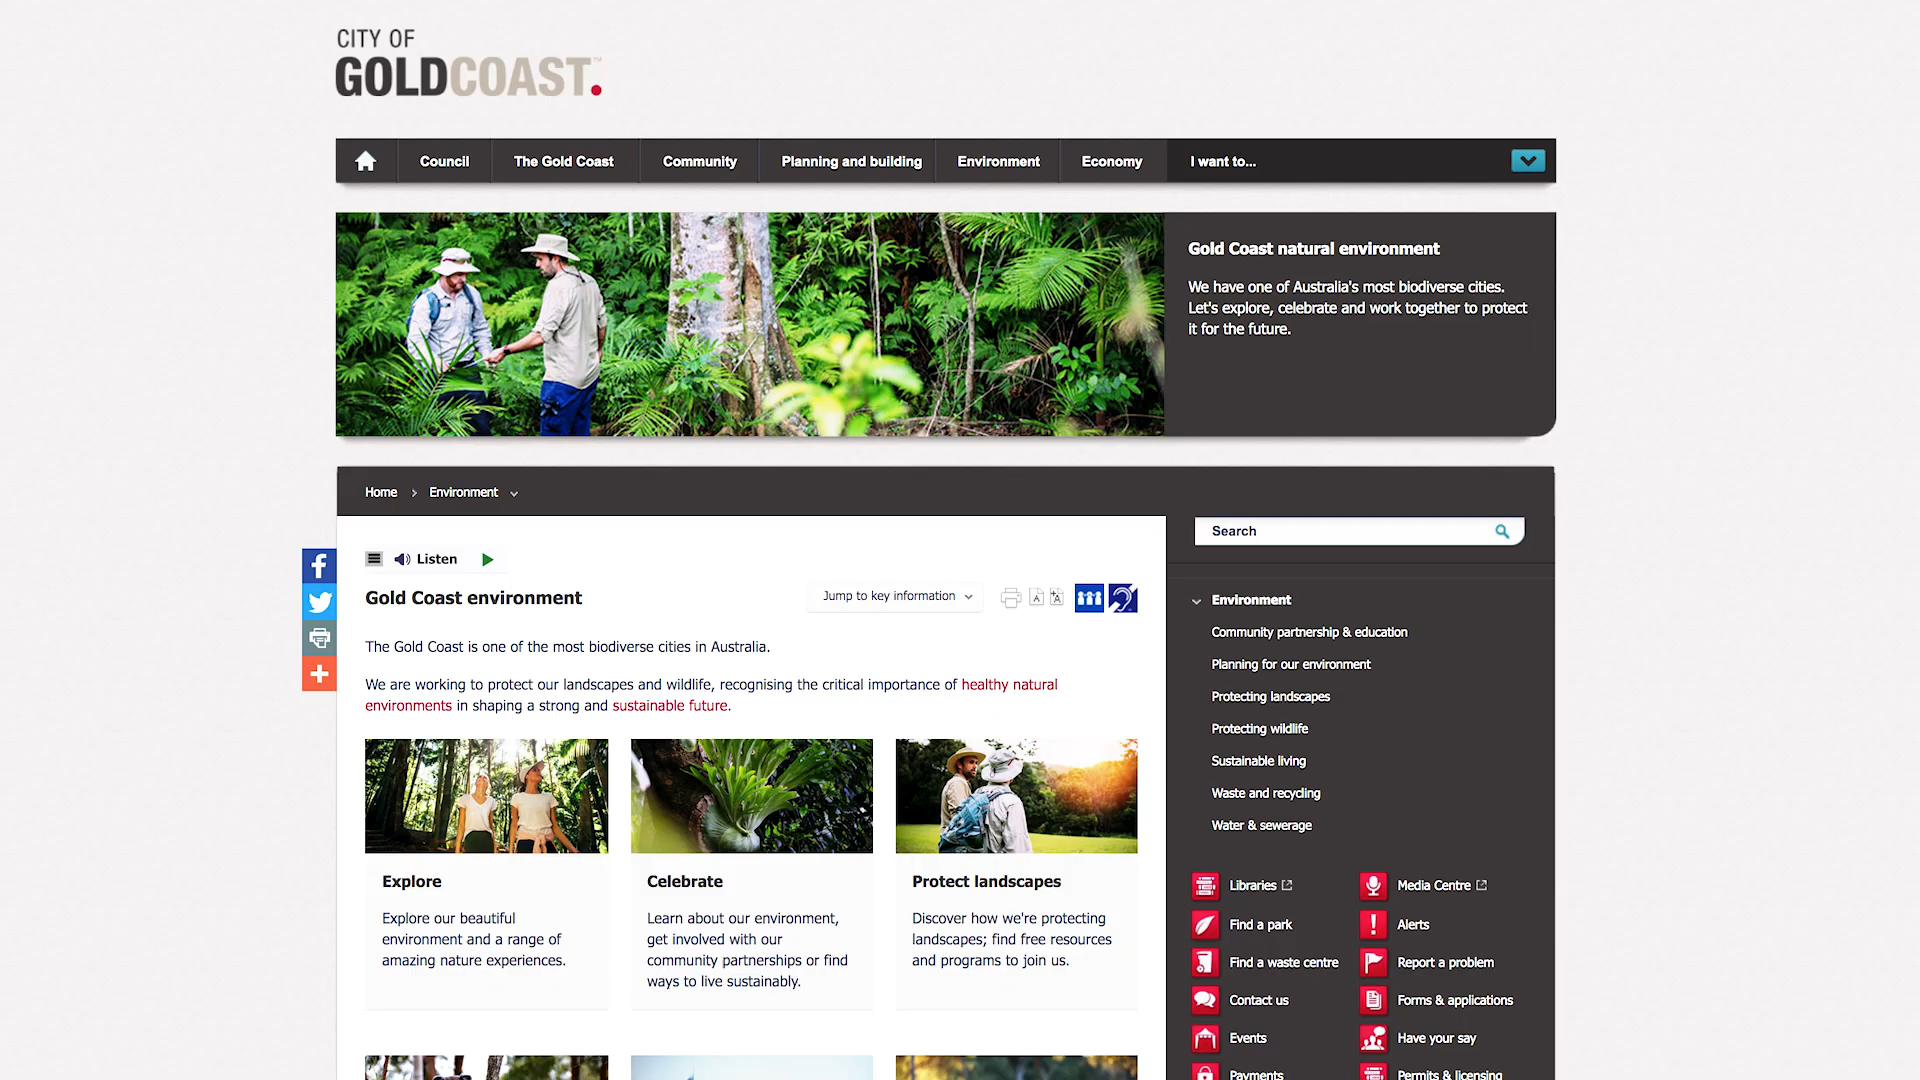 CITY OF
GOLDCOAST.™
Council
The Gold Coast
Community
Planning and building
Environment
Economy
I want to...
Gold Coast natural environment
We have one of Australia's most biodiverse cities.
Let's explore, celebrate and work together to protect
it for the future.
Home
Environment
Search
Listen
Gold Coast environment
Jump to key information
A
A
The Gold Coast is one of the most biodiverse cities in Australia.
We are working to protect our landscapes and wildlife, recognising the critical importance of healthy natural
environments in shaping a strong and sustainable future.
Explore
Explore our beautiful
environment and a range of
amazing nature experiences.
Celebrate
Learn about our environment,
get involved with our
community partnerships or find
ways to live sustainably.
Protect landscapes
Discover how we're protecting
landscapes; find free resources
and programs to join us.
Environment
Community partnership & education
Planning for our environment
Protecting landscapes
Protecting wildlife
Sustainable living
Waste and recycling
Water & sewerage
Libraries
Media Centre
Find a park
Alerts
Find a waste centre
Report a problem
Contact us
Forms & applications
Events
Have your say
Payments
Permits & licensing